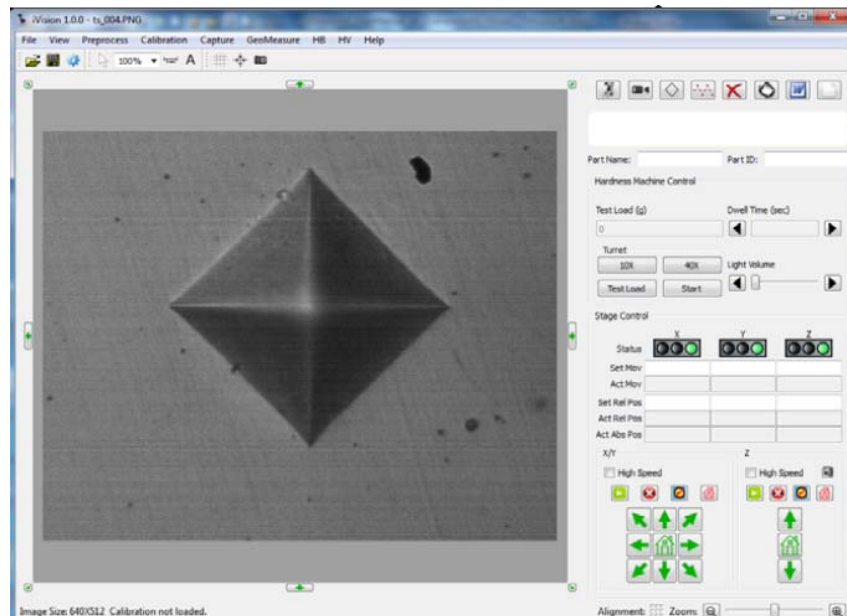 iVision 1.0.0 - ts_004.PNG
File View Preprocess Calibration Capture GeoMeasure HB HV Help
100% A
Part Name: Part ID:
Hardness Machine Control
Test Load (g) Dwell Time (sec)
0
Turret
10X 40X Light Volume
Test Load Start
Stage Control
X Y Z
Status
Set Mov
Act Mov
Set Rel Pos
Act Rel Pos
Act Abs Pos
X/Y Z
High Speed High Speed
Image Size: 640X512 Calibration not loaded.
Alignment: Zoom: